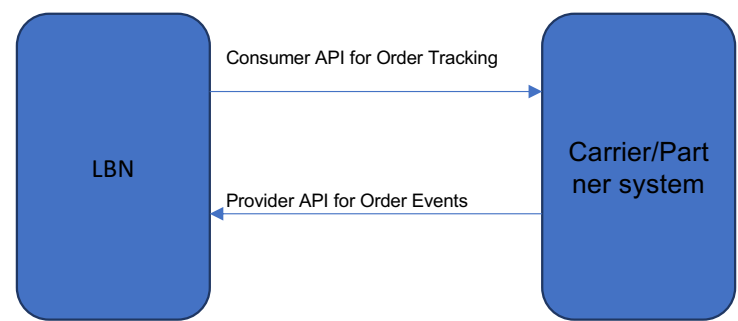 Consumer API for Order Tracking
LBN
Carrier/Part
ner system
Provider API for Order Events